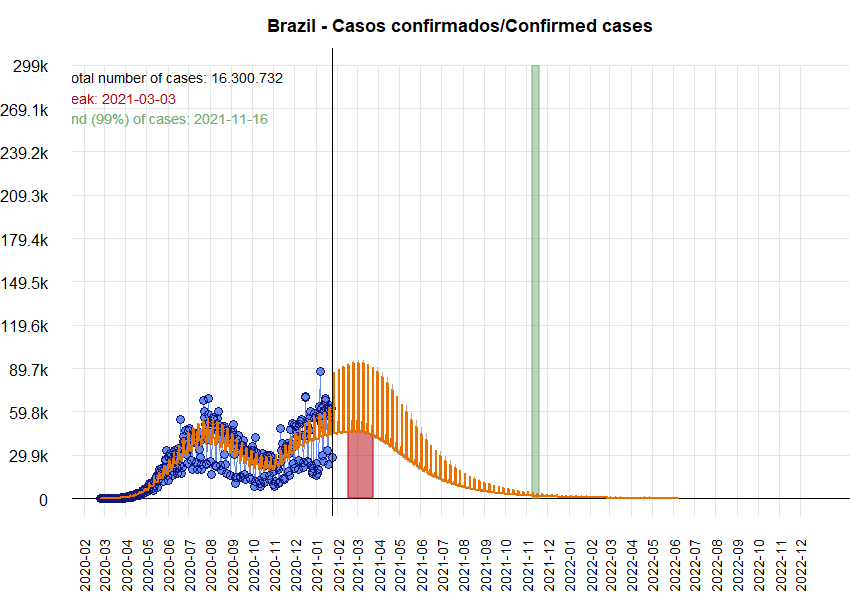 Brazil - Casos confirmados/Confirmed cases
299k
otal number of cases: 16.300.732
eak: 2021-03-03
269.1k
nd (99%) of cases: 2021-11-16
239.2k
209.3k
179.4k
149.5k
119.6k
89.7k
59.8k
29.9k
0
2020-02
2020-03
2020-04
2020-05
2020-06
2020-07
2020-08
2020-09
2020-10
2020-11
2020-12
2021-01
2021-02
2021-03
2021-04
2021-05
2021-06
2021-07
2021-08
2021-09
2021-10
2021-11
2021-12
2022-01
2022-02
2022-03
2022-04
2022-05
2022-06
2022-07
2022-08
2022-09
2022-10
2022-11
2022-12